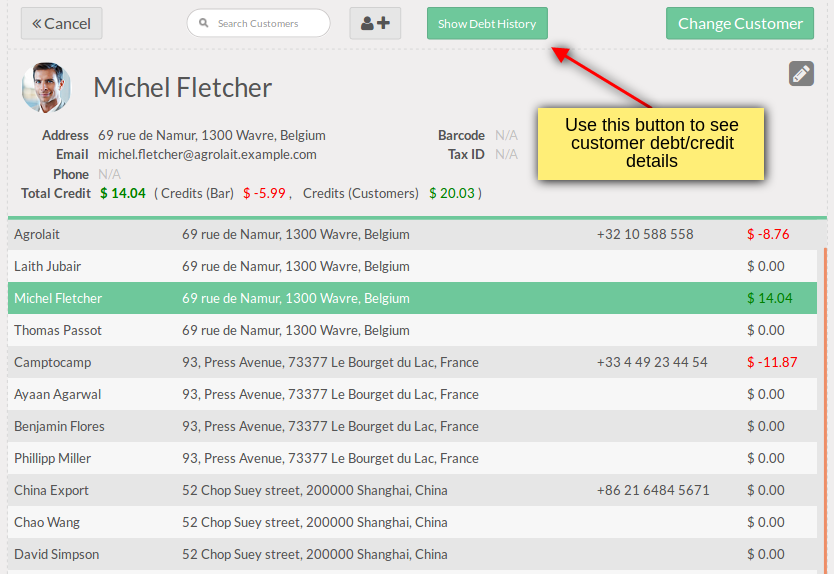 « Cancel Search Customers Show Debt History Change Customer
Michel Fletcher
Address 69 rue de Namur, 1300 Wavre, Belgium Barcode N/A
Email michel.fletcher@agrolait.example.com Tax ID N/A
Phone N/A
Total Credit $ 14.04 ( Credits (Bar) $ -5.99 , Credits (Customers) $ 20.03 )
Use this button to see
customer debt/credit
details
Agrolait 69 rue de Namur, 1300 Wavre, Belgium +32 10 588 558 $ -8.76
Laith Jubair 69 rue de Namur, 1300 Wavre, Belgium $ 0.00
Michel Fletcher 69 rue de Namur, 1300 Wavre, Belgium $ 14.04
Thomas Passot 69 rue de Namur, 1300 Wavre, Belgium $ 0.00
Camptocamp 93, Press Avenue, 73377 Le Bourget du Lac, France +33 4 49 23 44 54 $ -11.87
Ayaan Agarwal 93, Press Avenue, 73377 Le Bourget du Lac, France $ 0.00
Benjamin Flores 93, Press Avenue, 73377 Le Bourget du Lac, France $ 0.00
Phillipp Miller 93, Press Avenue, 73377 Le Bourget du Lac, France $ 0.00
China Export 52 Chop Suey street, 200000 Shanghai, China +86 21 6484 5671 $ 0.00
Chao Wang 52 Chop Suey street, 200000 Shanghai, China $ 0.00
David Simpson 52 Chop Suey street, 200000 Shanghai, China $ 0.00